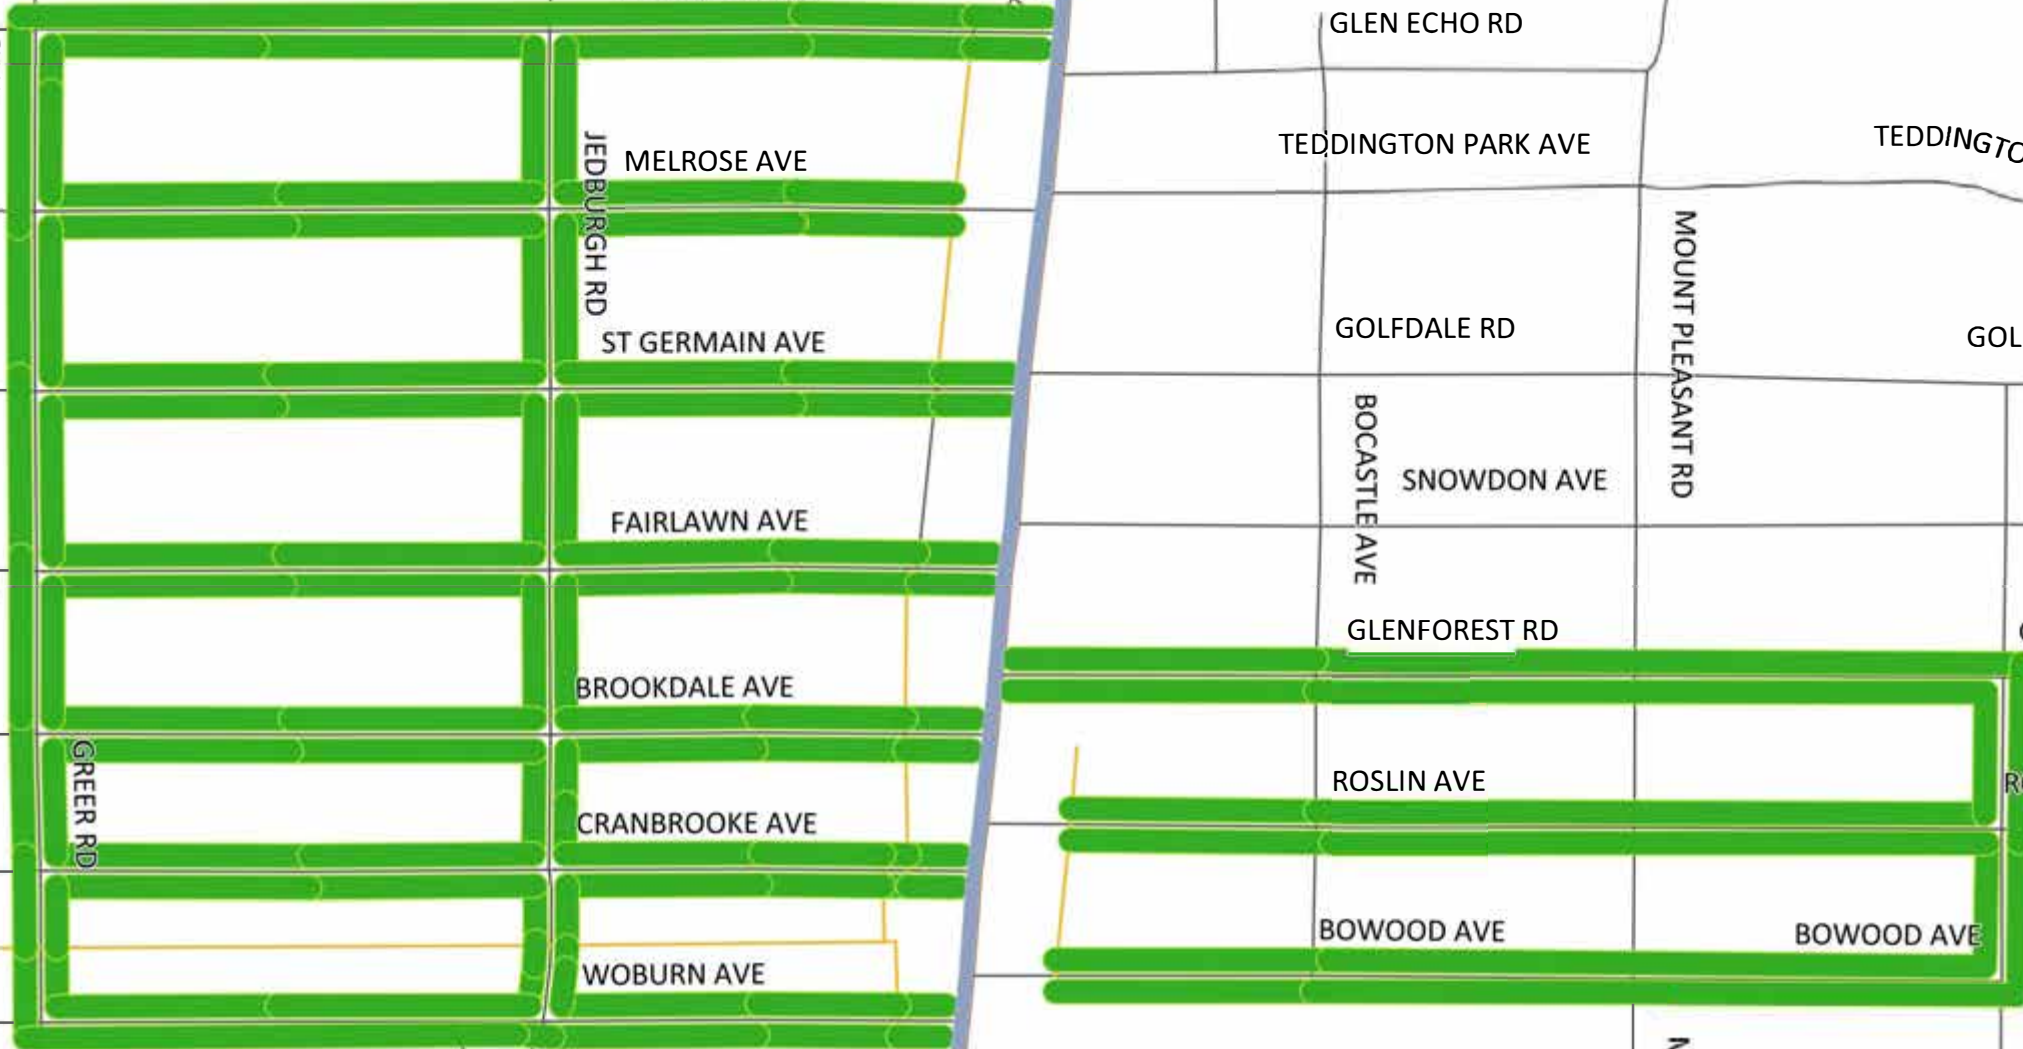 GLEN ECHO RD
TEDDINGTON PARK AVE
TEDDINGTO
JEDBURGH RD
MELROSE AVE
MOUNT PLEASANT RD
ST GERMAIN AVE
GOLFDALE RD
GOL
BOCASTLE AVE
SNOWDON AVE
FAIRLAWN AVE
GLENFOREST RD
BROOKDALE AVE
GREER RD
ROSLIN AVE
CRANBROOKE AVE
BOWOOD AVE
BOWOOD AVE
WOBURN AVE